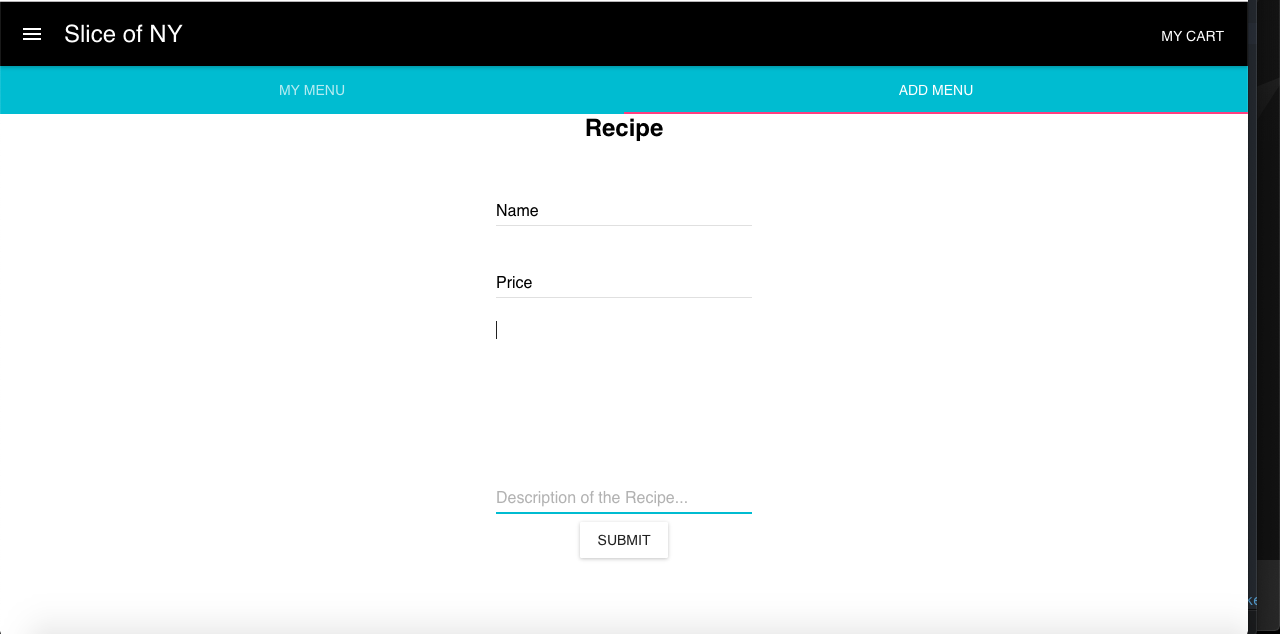 Slice of NY
MY CART
MY MENU
ADD MENU
Recipe
Name
Price
Description of the Recipe...
SUBMIT